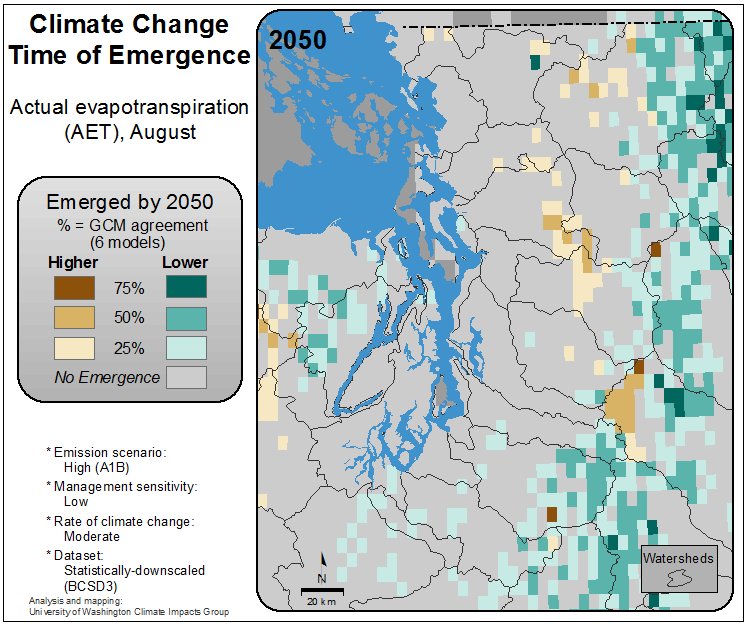 Climate Change
Time of Emergence
Actual evapotranspiration
(AET), August
Emerged by 2050
% = GCM agreement
(6 models)
Higher Lower
75%
50%
25%
No Emergence
* Emission scenario:
High (A1B)
* Management sensitivity:
Low
* Rate of climate change:
Moderate
* Dataset:
Statistically-downscaled
(BCSD3)
Analysis and mapping:
University of Washington Climate Impacts Group
2050
N
20 km
Watersheds